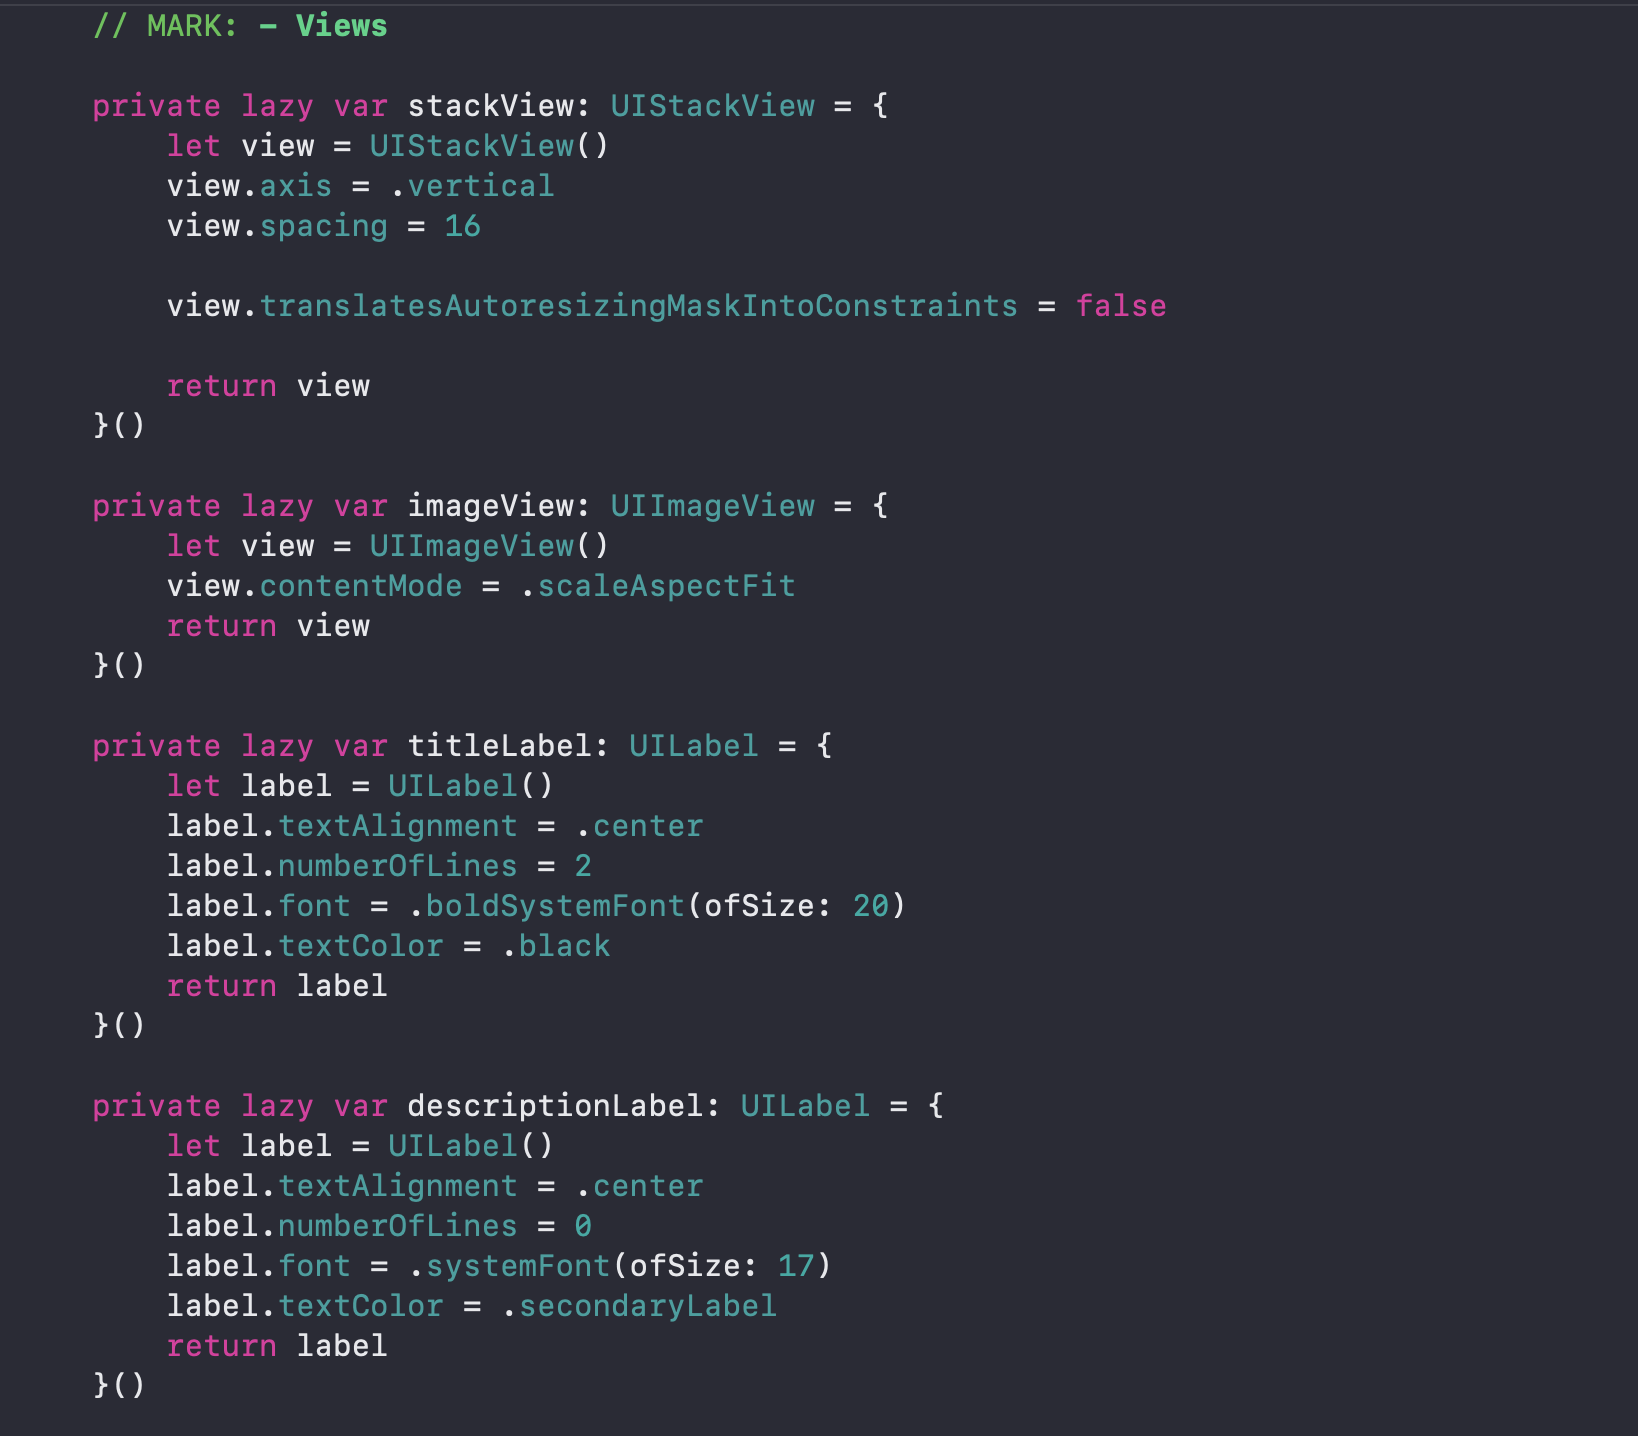 // MARK: - Views
private lazy var stackView: UIStackView = {
let view = UIStackView()
view.axis = .vertical
view.spacing = 16
view.translatesAutoresizingMaskIntoConstraints = false
return view
}()
private lazy var imageView: UIImageView = {
let view = UIImageView()
view.contentMode = .scaleAspectFit
return view
}()
private lazy var titleLabel: UILabel = {
let label = UILabel()
label.textAlignment = .center
label.numberOfLines = 2
label.font = .boldSystemFont(ofSize: 20)
label.textColor = .black
return label
}()
private lazy var descriptionLabel: UILabel = {
let label = UILabel()
label.textAlignment = .center
label.numberOfLines = 0
label.font = .systemFont(ofSize: 17)
label.textColor = .secondaryLabel
return label
}()